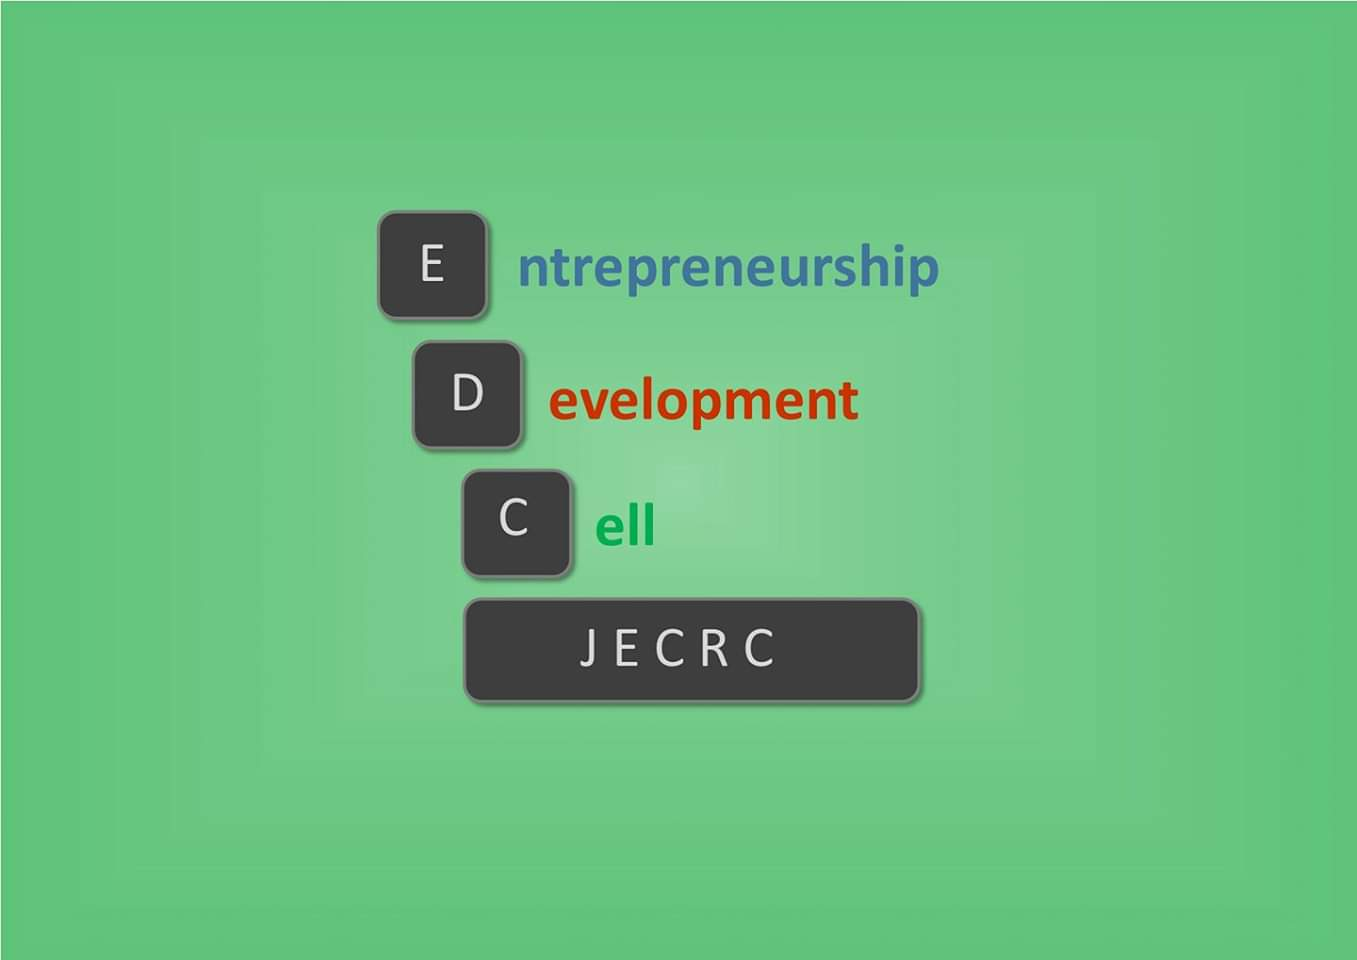 E ntrepreneurship
D evelopment
C ell
J E C R C